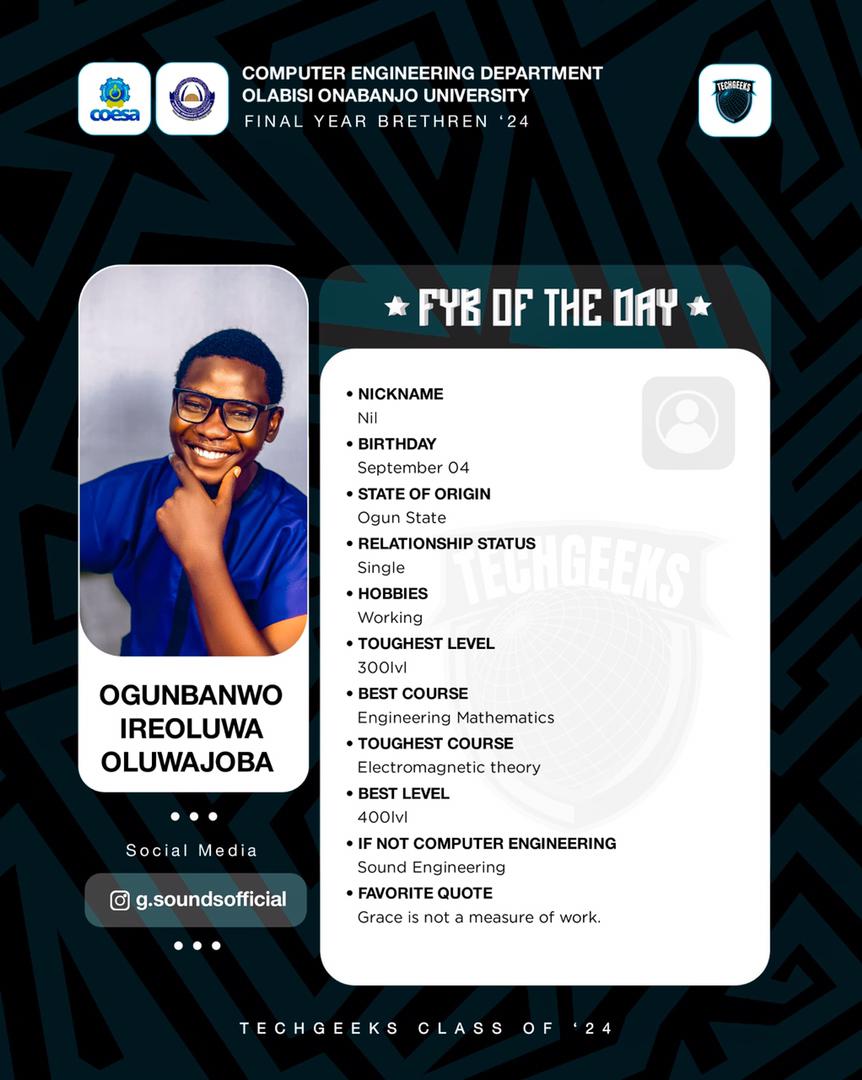 COMPUTER ENGINEERING DEPARTMENT
OLABISI ONABANJO UNIVERSITY
FINAL YEAR BRETHREN ‘24
coesa
TECHGEEKS
FYB OF THE DAY
• NICKNAME
Nil
• BIRTHDAY
September 04
• STATE OF ORIGIN
Ogun State
• RELATIONSHIP STATUS
Single
• HOBBIES
Working
• TOUGHEST LEVEL
300lvl
• BEST COURSE
Engineering Mathematics
• TOUGHEST COURSE
Electromagnetic theory
• BEST LEVEL
400lvl
• IF NOT COMPUTER ENGINEERING
Sound Engineering
• FAVORITE QUOTE
Grace is not a measure of work.
TECHGEEKS
OGUNBANWO
IREOLUWA
OLUWAJOBA
Social Media
g.soundsofficial
TECHGEEKS CLASS OF ‘24